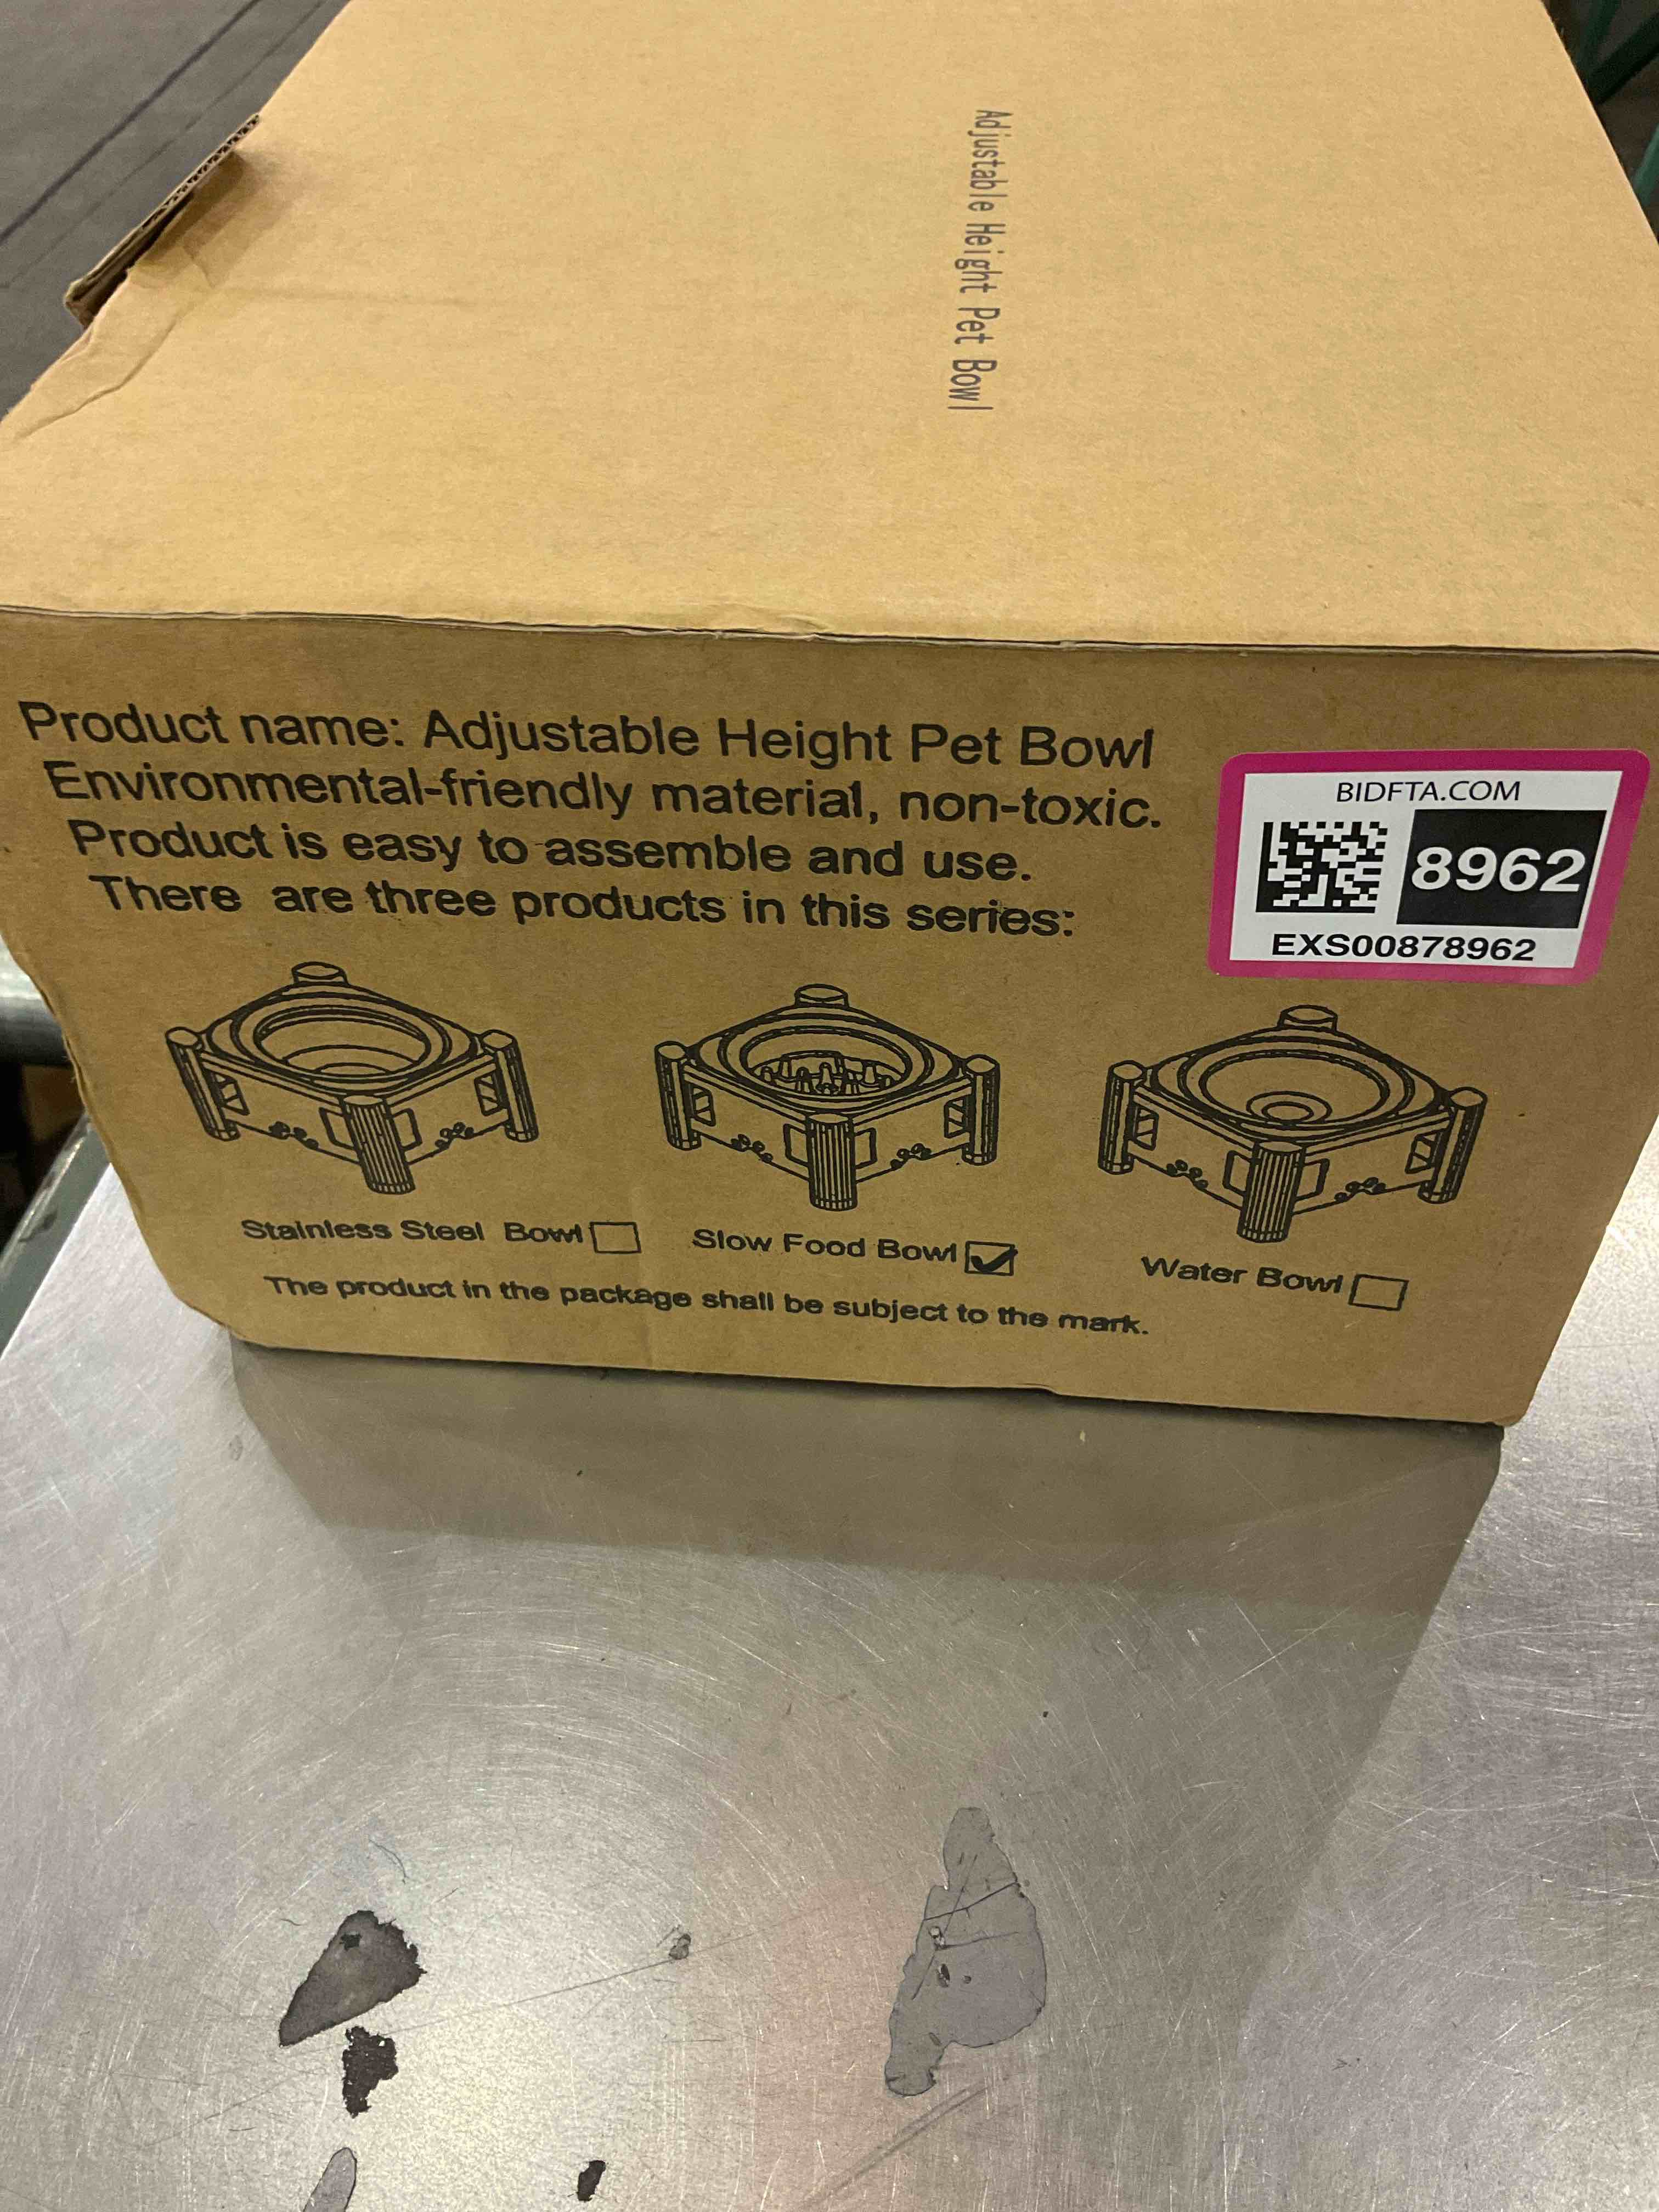 Adjustable Height Pet Bowl
Product name: Adjustable Height Pet Bowl
Environmental-friendly material, non-toxic.
Product is easy to assemble and use.
There are three products in this series:
BIDFTA.COM
8962
EXS00878962
Stainless Steel Bowl
Slow Food Bowl
Water Bowl
The product in the package shall be subject to the mark.